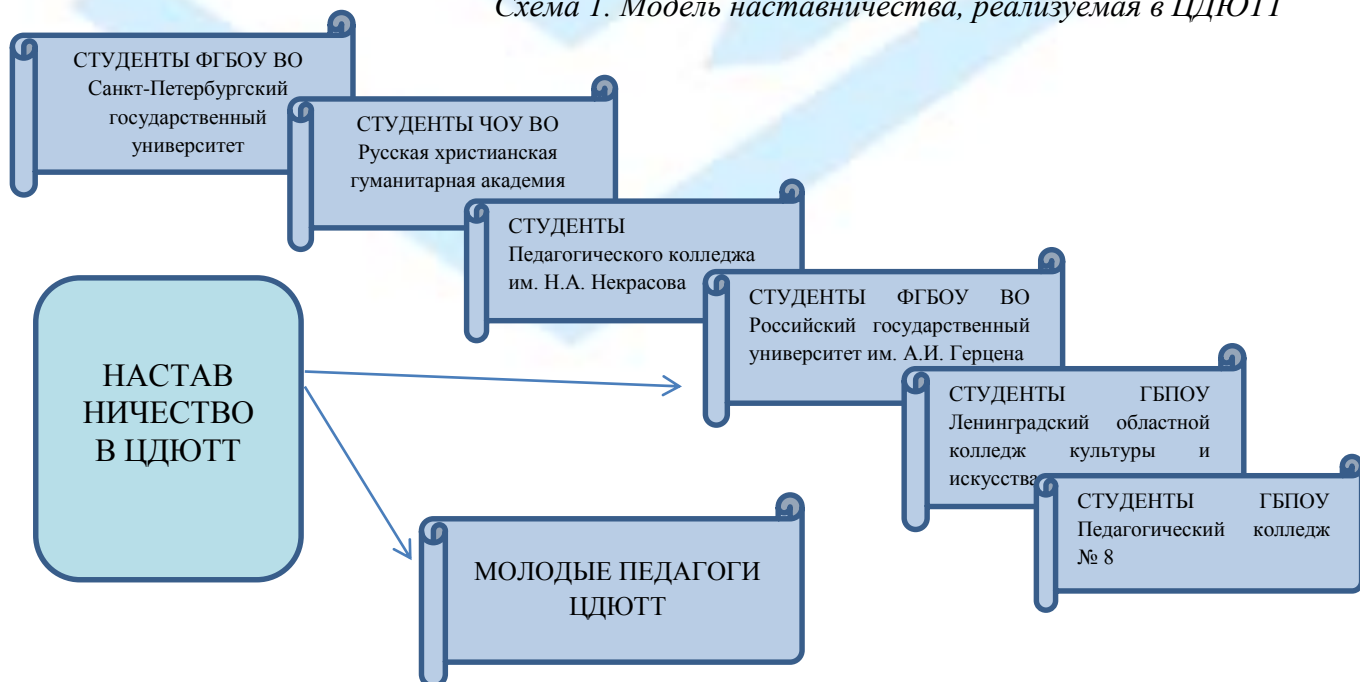 Схема 1. Модель наставничества, реализуемая в ЦДЮТТ
СТУДЕНТЫ ФГБОУ ВО
Санкт-Петербургский
государственный
университет
СТУДЕНТЫ ЧОУ ВО
Русская христианская
гуманитарная академия
СТУДЕНТЫ
Педагогического колледжа
им. Н.А. Некрасова
СТУДЕНТЫ ФГБОУ ВО
Российский государственный
университет им. А.И. Герцена
СТУДЕНТЫ ГБПОУ
Ленинградский областной
колледж культуры и
искусства
СТУДЕНТЫ ГБПОУ
Педагогический колледж
№ 8
НАСТАВ
НИЧЕСТВО
В ЦДЮТТ
МОЛОДЫЕ ПЕДАГОГИ
ЦДЮТТ